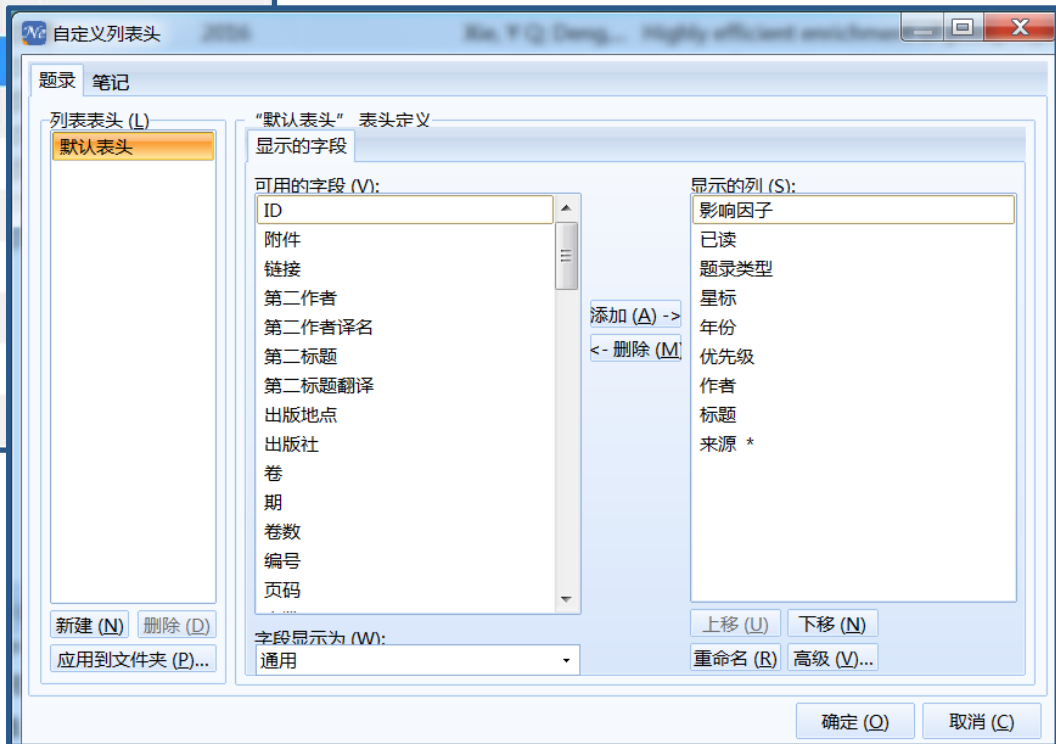 Ne 自定义列表头
2016 Xie, Y Q; Deng,... Highly efficient enrichment
题录 笔记
列表表头 (L)
默认表头
新建 (N) 删除 (D)
应用到文件夹 (P)...
“默认表头” 表头定义
显示的字段
可用的字段 (V):
ID
附件
链接
第二作者
第二作者译名
第二标题
第二标题翻译
出版地点
出版社
卷
期
卷数
编号
页码
字段显示为 (W):
通用
添加 (A) ->
<- 删除 (M
显示的列 (S):
影响因子
已读
题录类型
星标
年份
优先级
作者
标题
来源 *
上移 (U) 下移 (N)
重命名 (R) 高级 (V)...
确定 (O) 取消 (C)